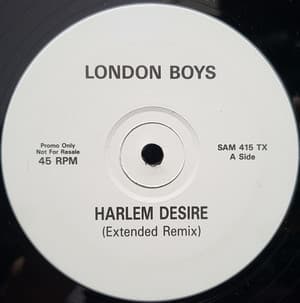 LONDON BOYS
Promo Only
Not For Resale
45 RPM
SAM 415 TX
A Side
HARLEM DESIRE
(Extended Remix)